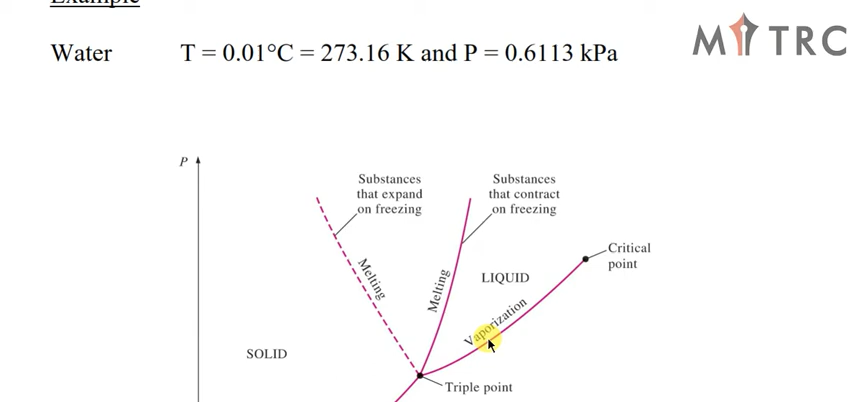 Example
Water T = 0.01°C = 273.16 K and P = 0.6113 kPa
M TRC
P
Substances
that expand
on freezing
Substances
that contract
on freezing
Critical
point
Melting
Melting
LIQUID
Vaporization
SOLID
Triple point